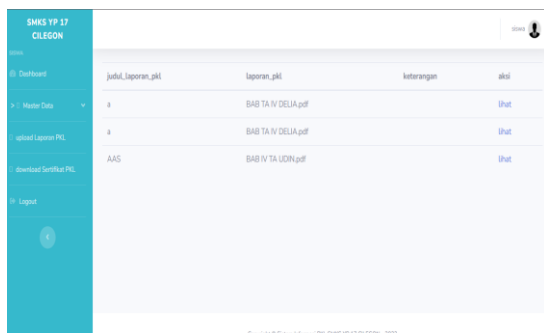 SMKS YP 17
CILEGON
siswa
Dashboard
judul_laporan_pkl laporan_pkl keterangan aksi
Master Data
a BAB TA IV DELIA.pdf lihat
a BAB TA IV DELIA.pdf lihat
upload Laporan PKL
AAS BAB IV TA UDIN.pdf lihat
download Sertifikat PKL
Logout